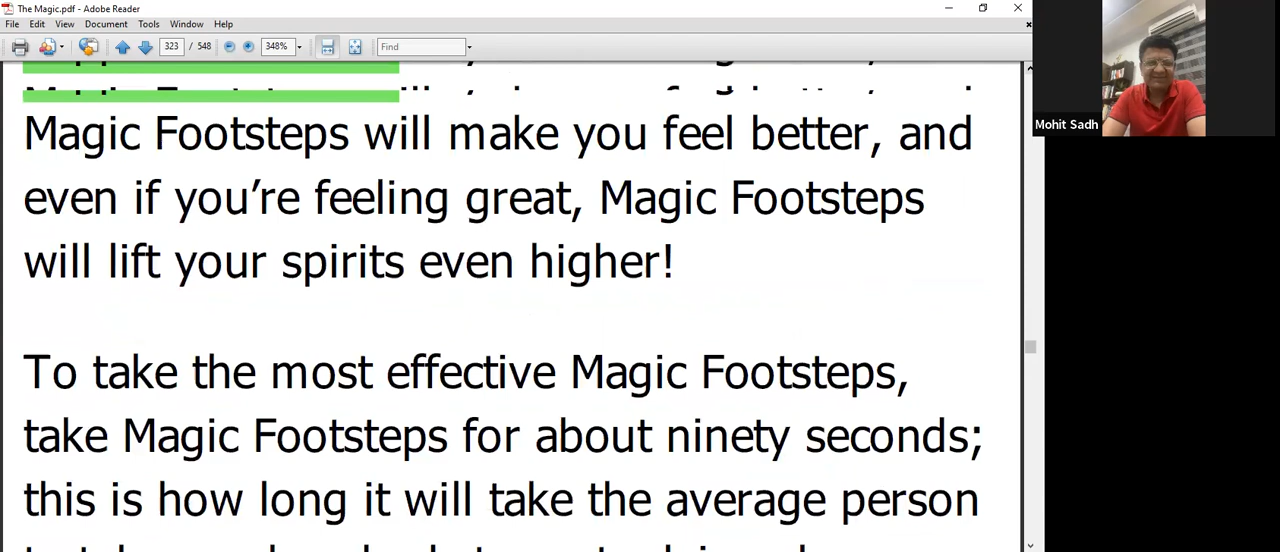 The Magic.pdf - Adobe Reader
File Edit View Document Tools Window Help
323 / 548 348% Find
Magic Footsteps will make you feel better, and
even if you’re feeling great, Magic Footsteps
will lift your spirits even higher!
To take the most effective Magic Footsteps,
take Magic Footsteps for about ninety seconds;
this is how long it will take the average person
Mohit Sadh